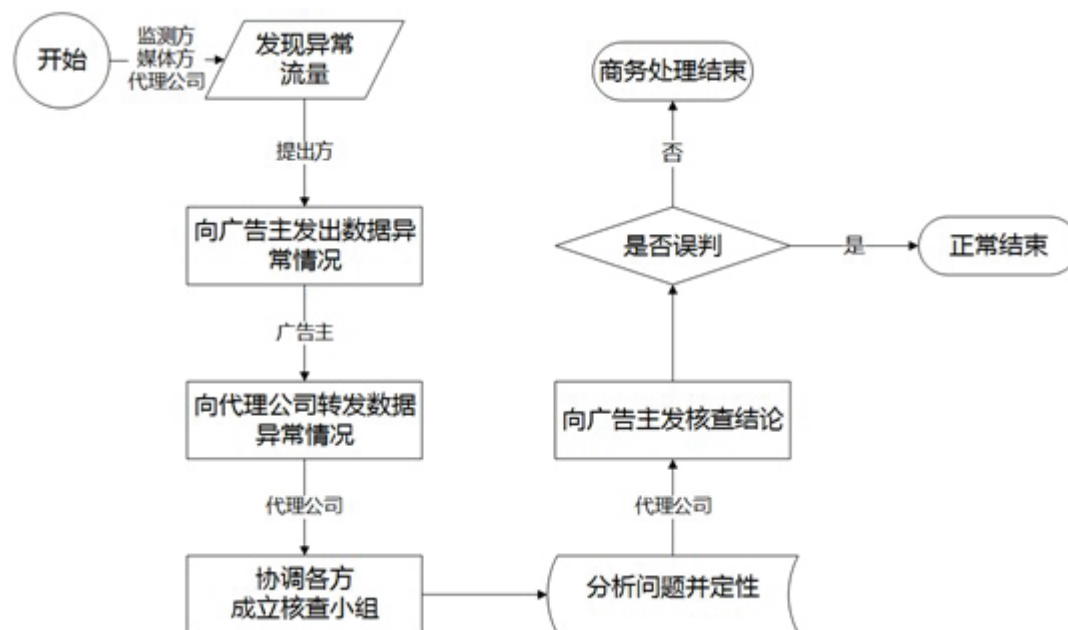 开始
监测方
媒体方
代理公司
发现异常
流量
提出方
向广告主发出数据异
常情况
广告主
向代理公司转发数据
异常情况
代理公司
协调各方
成立核查小组
分析问题并定性
代理公司
向广告主发核查结论
是否误判
否
商务处理结束
是
正常结束